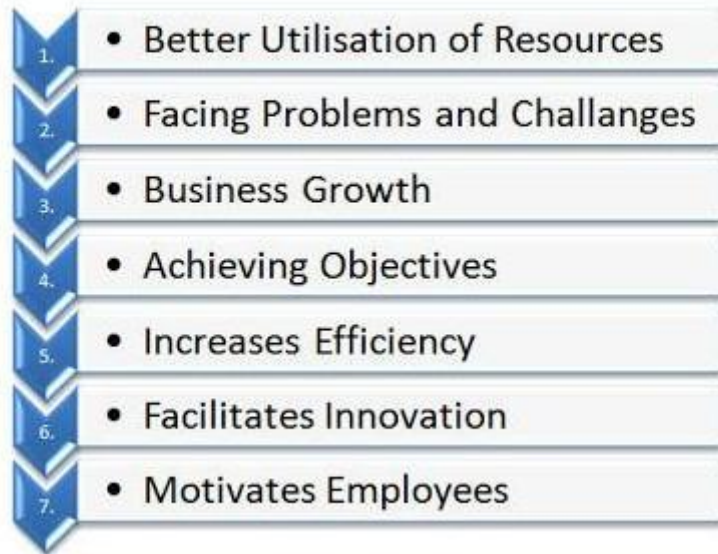 1. • Better Utilisation of Resources
2. • Facing Problems and Challanges
3. • Business Growth
4. • Achieving Objectives
5. • Increases Efficiency
6. • Facilitates Innovation
7. • Motivates Employees